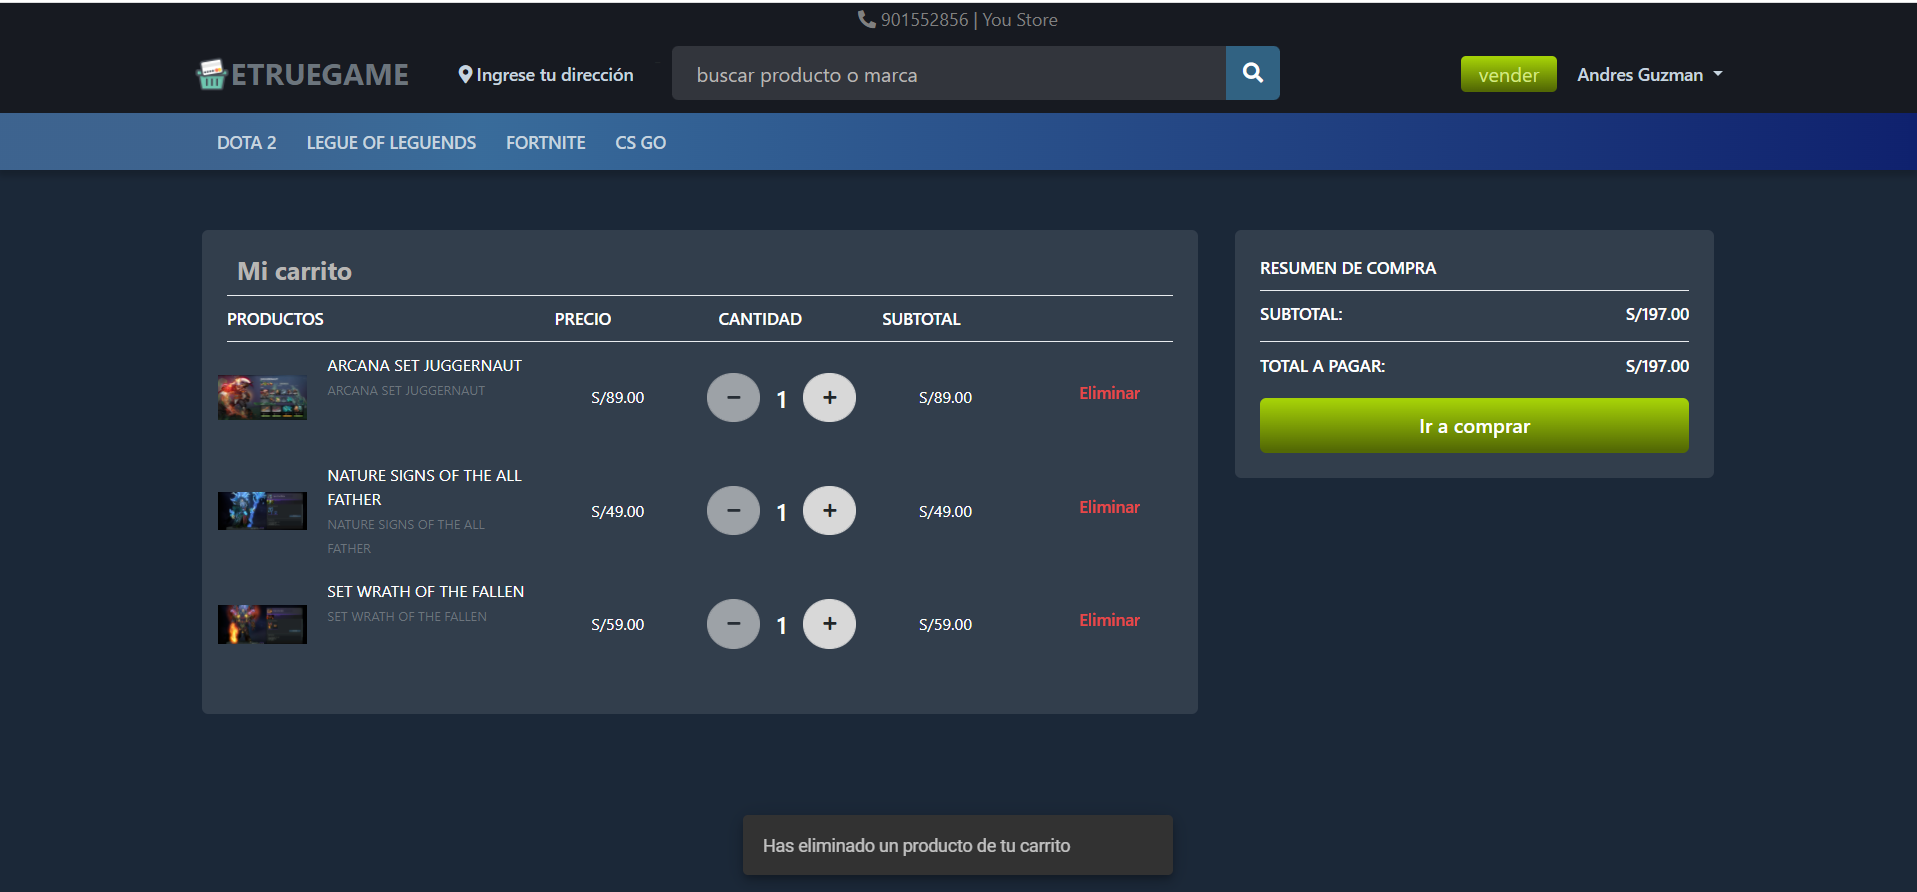 901552856 | You Store
ETRUEGAME
Ingrese tu dirección
buscar producto o marca
vender
Andres Guzman
DOTA 2 LEGUE OF LEGUENDS FORTNITE CS GO
Mi carrito
PRODUCTOS PRECIO CANTIDAD SUBTOTAL
ARCANA SET JUGGERNAUT
ARCANA SET JUGGERNAUT
S/89.00 − 1 + S/89.00 Eliminar
NATURE SIGNS OF THE ALL
FATHER
NATURE SIGNS OF THE ALL
FATHER
S/49.00 − 1 + S/49.00 Eliminar
SET WRATH OF THE FALLEN
SET WRATH OF THE FALLEN
S/59.00 − 1 + S/59.00 Eliminar
RESUMEN DE COMPRA
SUBTOTAL: S/197.00
TOTAL A PAGAR: S/197.00
Ir a comprar
Has eliminado un producto de tu carrito